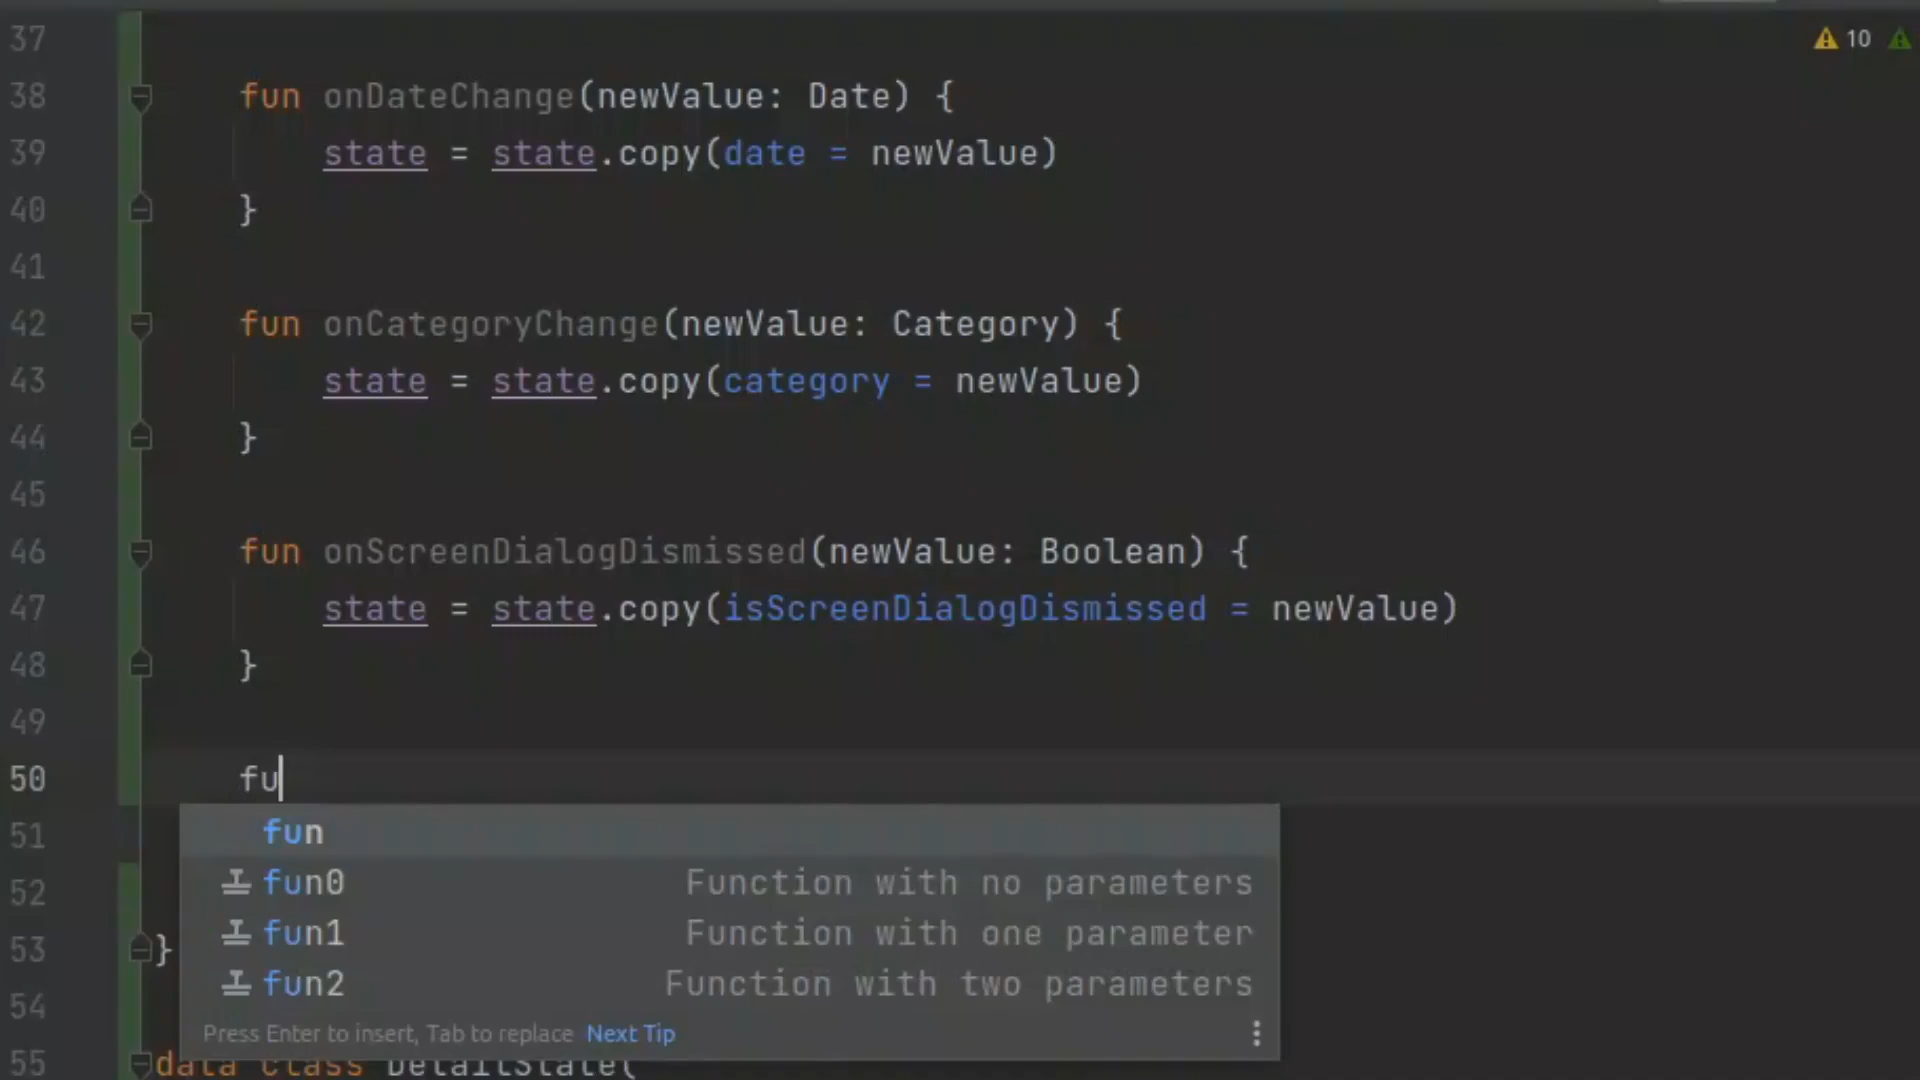 37
10
38 fun onDateChange(newValue: Date) {
39 state = state.copy(date = newValue)
40 }
41
42 fun onCategoryChange(newValue: Category) {
43 state = state.copy(category = newValue)
44 }
45
46 fun onScreenDialogDismissed(newValue: Boolean) {
47 state = state.copy(isScreenDialogDismissed = newValue)
48 }
49
50 fu
51 fun
52 fun0 Function with no parameters
53 } fun1 Function with one parameter
54 fun2 Function with two parameters
Press Enter to insert, Tab to replace Next Tip
55 data class DetailState(